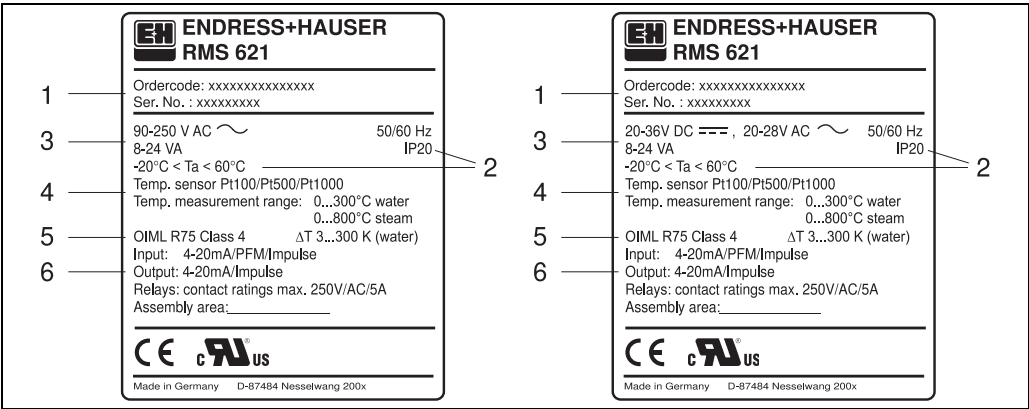 E+H ENDRESS+HAUSER
RMS 621
1 Ordercode: xxxxxxxxxxxxxxx
Ser. No. : xxxxxxxxx
3 90-250 V AC 50/60 Hz
8-24 VA IP20
2
-20°C < Ta < 60°C
4 Temp. sensor Pt100/Pt500/Pt1000
Temp. measurement range: 0...300°C water
0...800°C steam
5 OIML R75 Class 4 ΔT 3...300 K (water)
Input: 4-20mA/PFM/Impulse
6 Output: 4-20mA/Impulse
Relays: contact ratings max. 250V/AC/5A
Assembly area:
CE c RU ® US
Made in Germany D-87484 Nesselwang 200x
E+H ENDRESS+HAUSER
RMS 621
1 Ordercode: xxxxxxxxxxxxxxx
Ser. No. : xxxxxxxxx
3 20-36V DC , 20-28V AC 50/60 Hz
8-24 VA IP20
2
-20°C < Ta < 60°C
4 Temp. sensor Pt100/Pt500/Pt1000
Temp. measurement range: 0...300°C water
0...800°C steam
5 OIML R75 Class 4 ΔT 3...300 K (water)
Input: 4-20mA/PFM/Impulse
6 Output: 4-20mA/Impulse
Relays: contact ratings max. 250V/AC/5A
Assembly area:
CE c RU ® US
Made in Germany D-87484 Nesselwang 200x